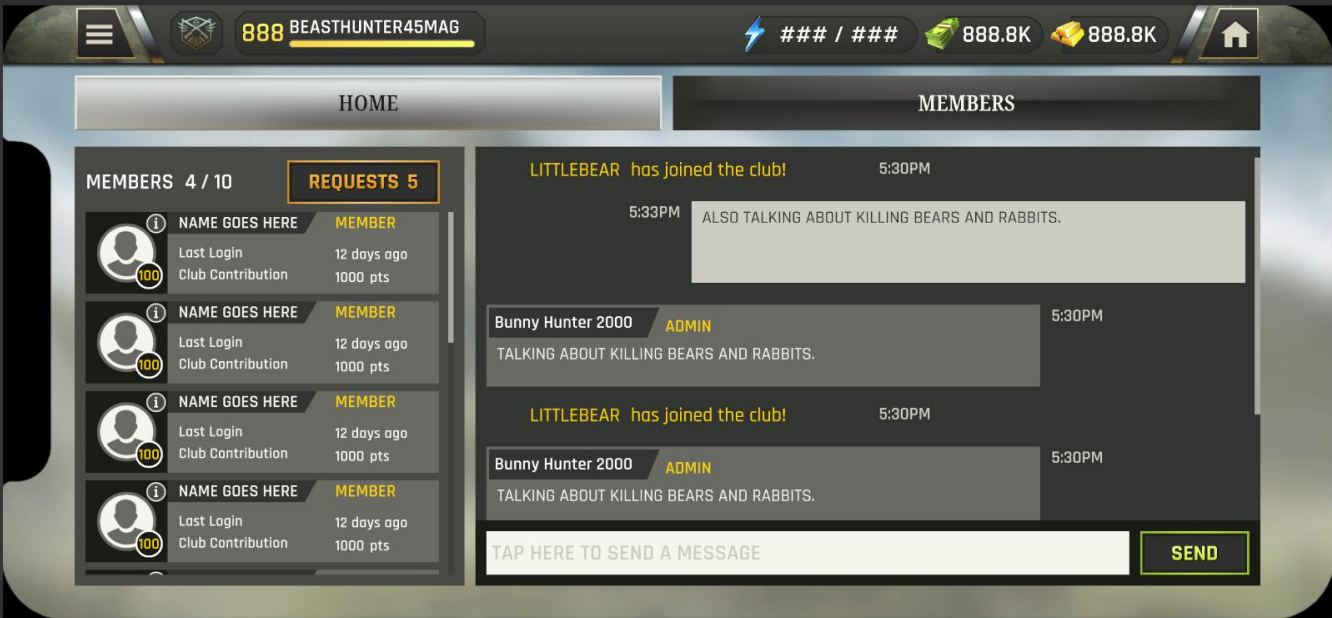 888 BEASTHUNTER45MAG
### / ###
888.8K
888.8K
HOME
MEMBERS
MEMBERS 4 / 10
REQUESTS 5
i NAME GOES HERE MEMBER
Last Login 12 days ago
100 Club Contribution 1000 pts
i NAME GOES HERE MEMBER
Last Login 12 days ago
100 Club Contribution 1000 pts
i NAME GOES HERE MEMBER
Last Login 12 days ago
100 Club Contribution 1000 pts
i NAME GOES HERE MEMBER
Last Login 12 days ago
100 Club Contribution 1000 pts
LITTLEBEAR has joined the club! 5:30PM
5:33PM ALSO TALKING ABOUT KILLING BEARS AND RABBITS.
Bunny Hunter 2000 ADMIN 5:30PM
TALKING ABOUT KILLING BEARS AND RABBITS.
LITTLEBEAR has joined the club! 5:30PM
Bunny Hunter 2000 ADMIN 5:30PM
TALKING ABOUT KILLING BEARS AND RABBITS.
TAP HERE TO SEND A MESSAGE
SEND